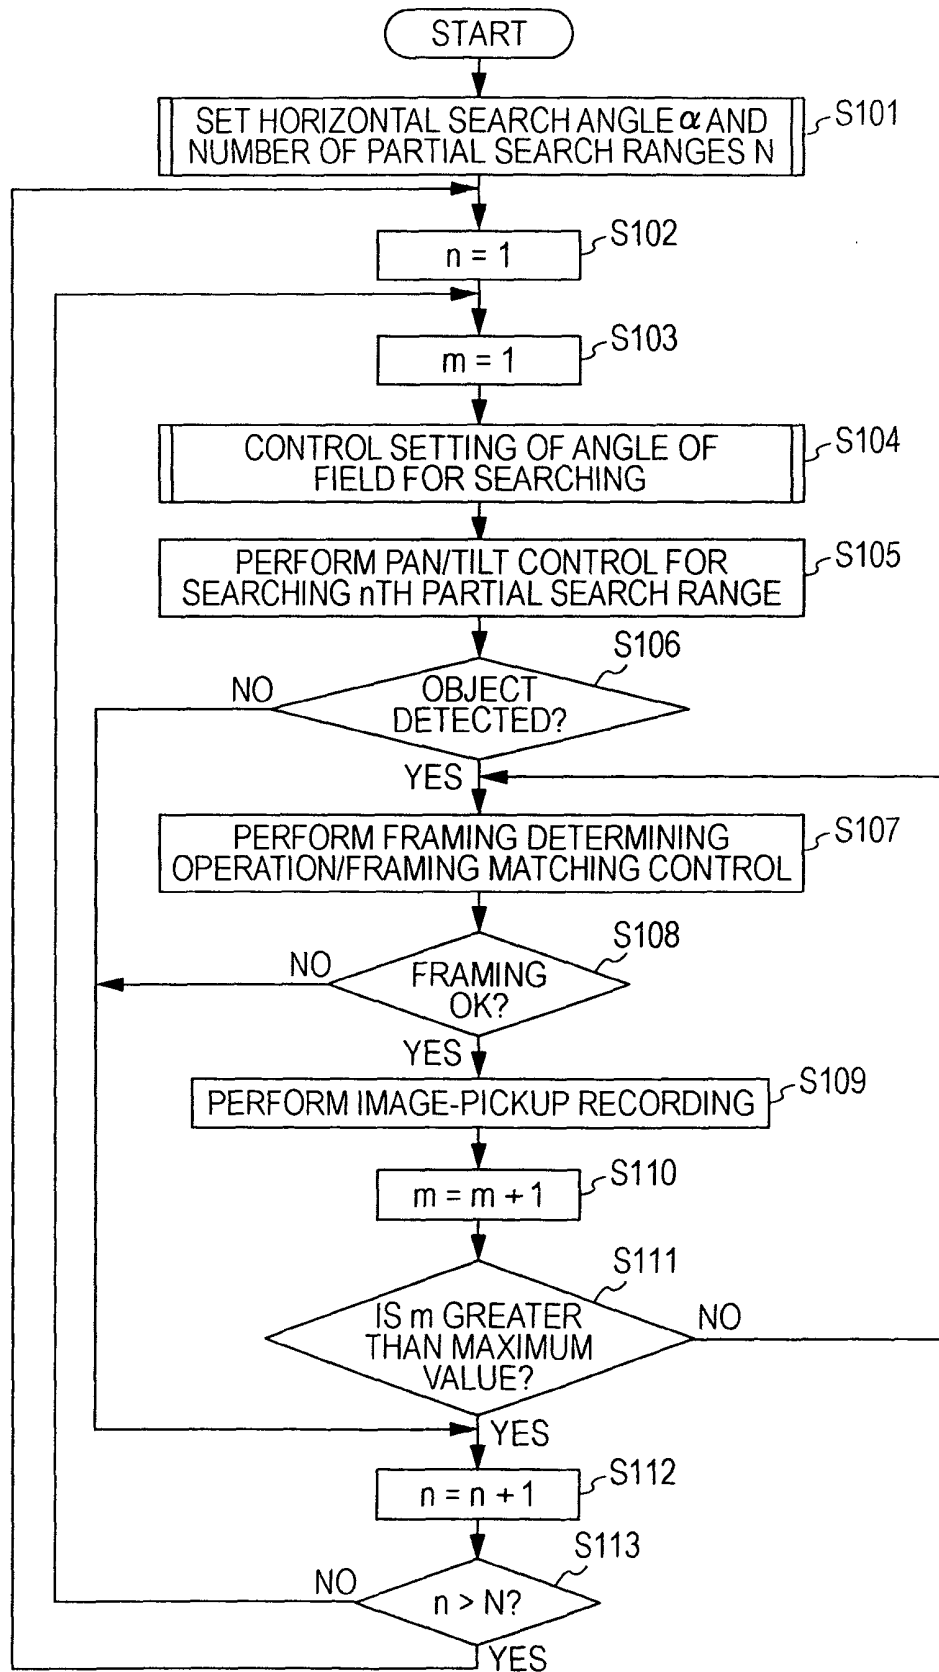 START
SET HORIZONTAL SEARCH ANGLE α AND
NUMBER OF PARTIAL SEARCH RANGES N
S101
n = 1
S102
m = 1
S103
CONTROL SETTING OF ANGLE OF
FIELD FOR SEARCHING
S104
PERFORM PAN/TILT CONTROL FOR
SEARCHING nTH PARTIAL SEARCH RANGE
S105
S106
OBJECT
DETECTED?
NO
YES
PERFORM FRAMING DETERMINING
OPERATION/FRAMING MATCHING CONTROL
S107
S108
FRAMING
OK?
NO
YES
PERFORM IMAGE-PICKUP RECORDING
S109
m = m + 1
S110
S111
IS m GREATER
THAN MAXIMUM
VALUE?
NO
YES
n = n + 1
S112
S113
n > N?
NO
YES